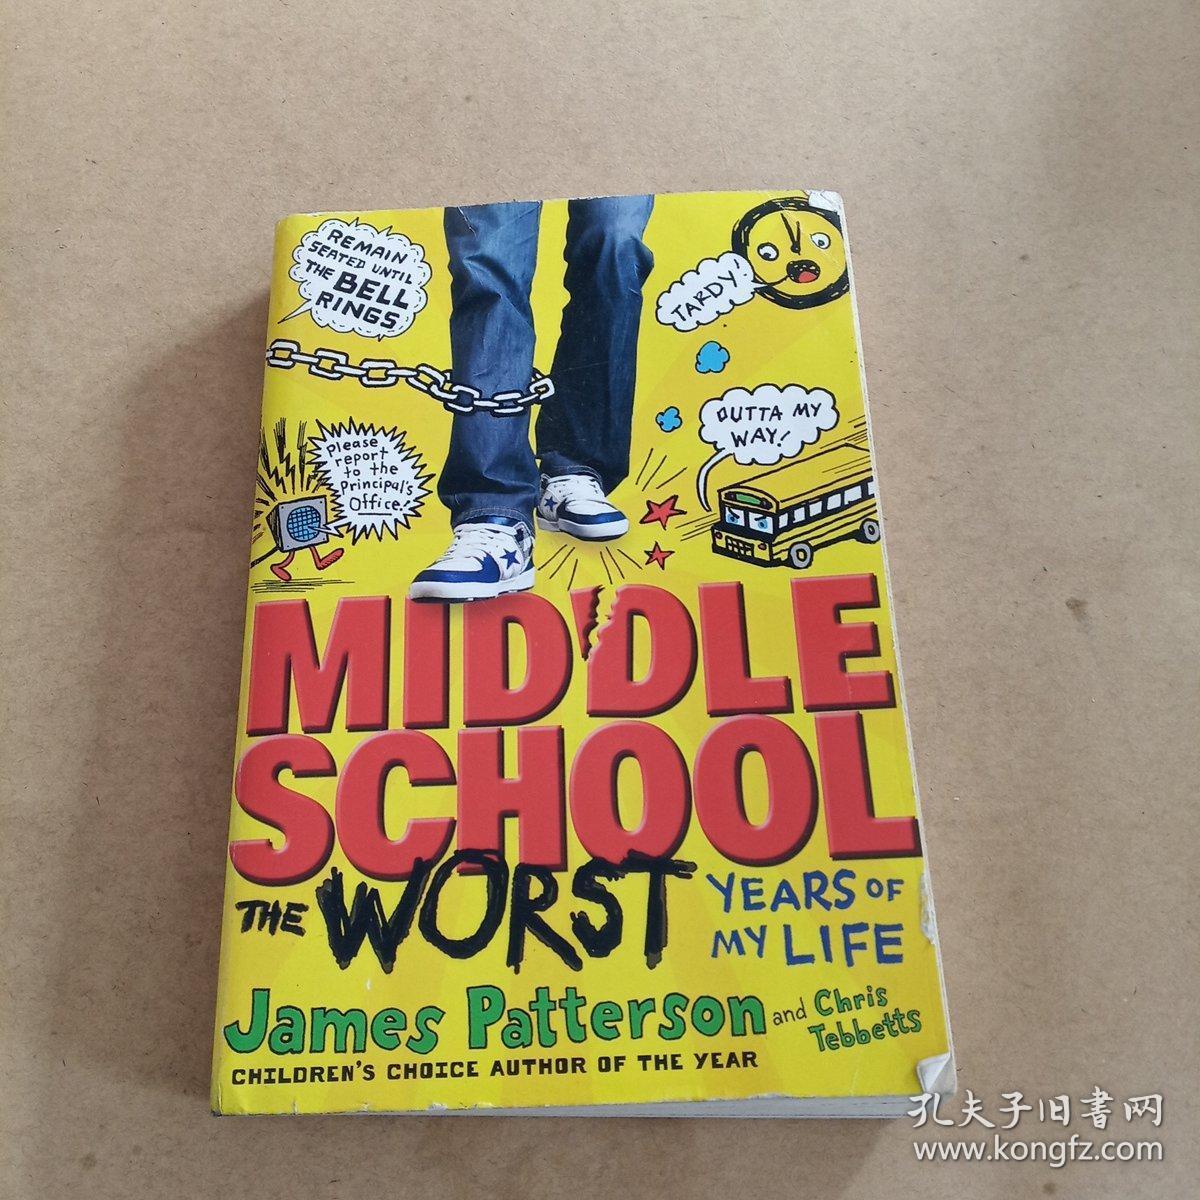 REMAIN
SEATED UNTIL
THE BELL
RINGS
TARDY!
OUTTA MY
WAY!
Please
report
to the
Principal's
Office!
MIDDLE
SCHOOL
THE WORST YEARS OF
MY LIFE
James Patterson and Chris
Tebbetts
CHILDREN'S CHOICE AUTHOR OF THE YEAR
孔夫子旧書网
www.kongfz.com